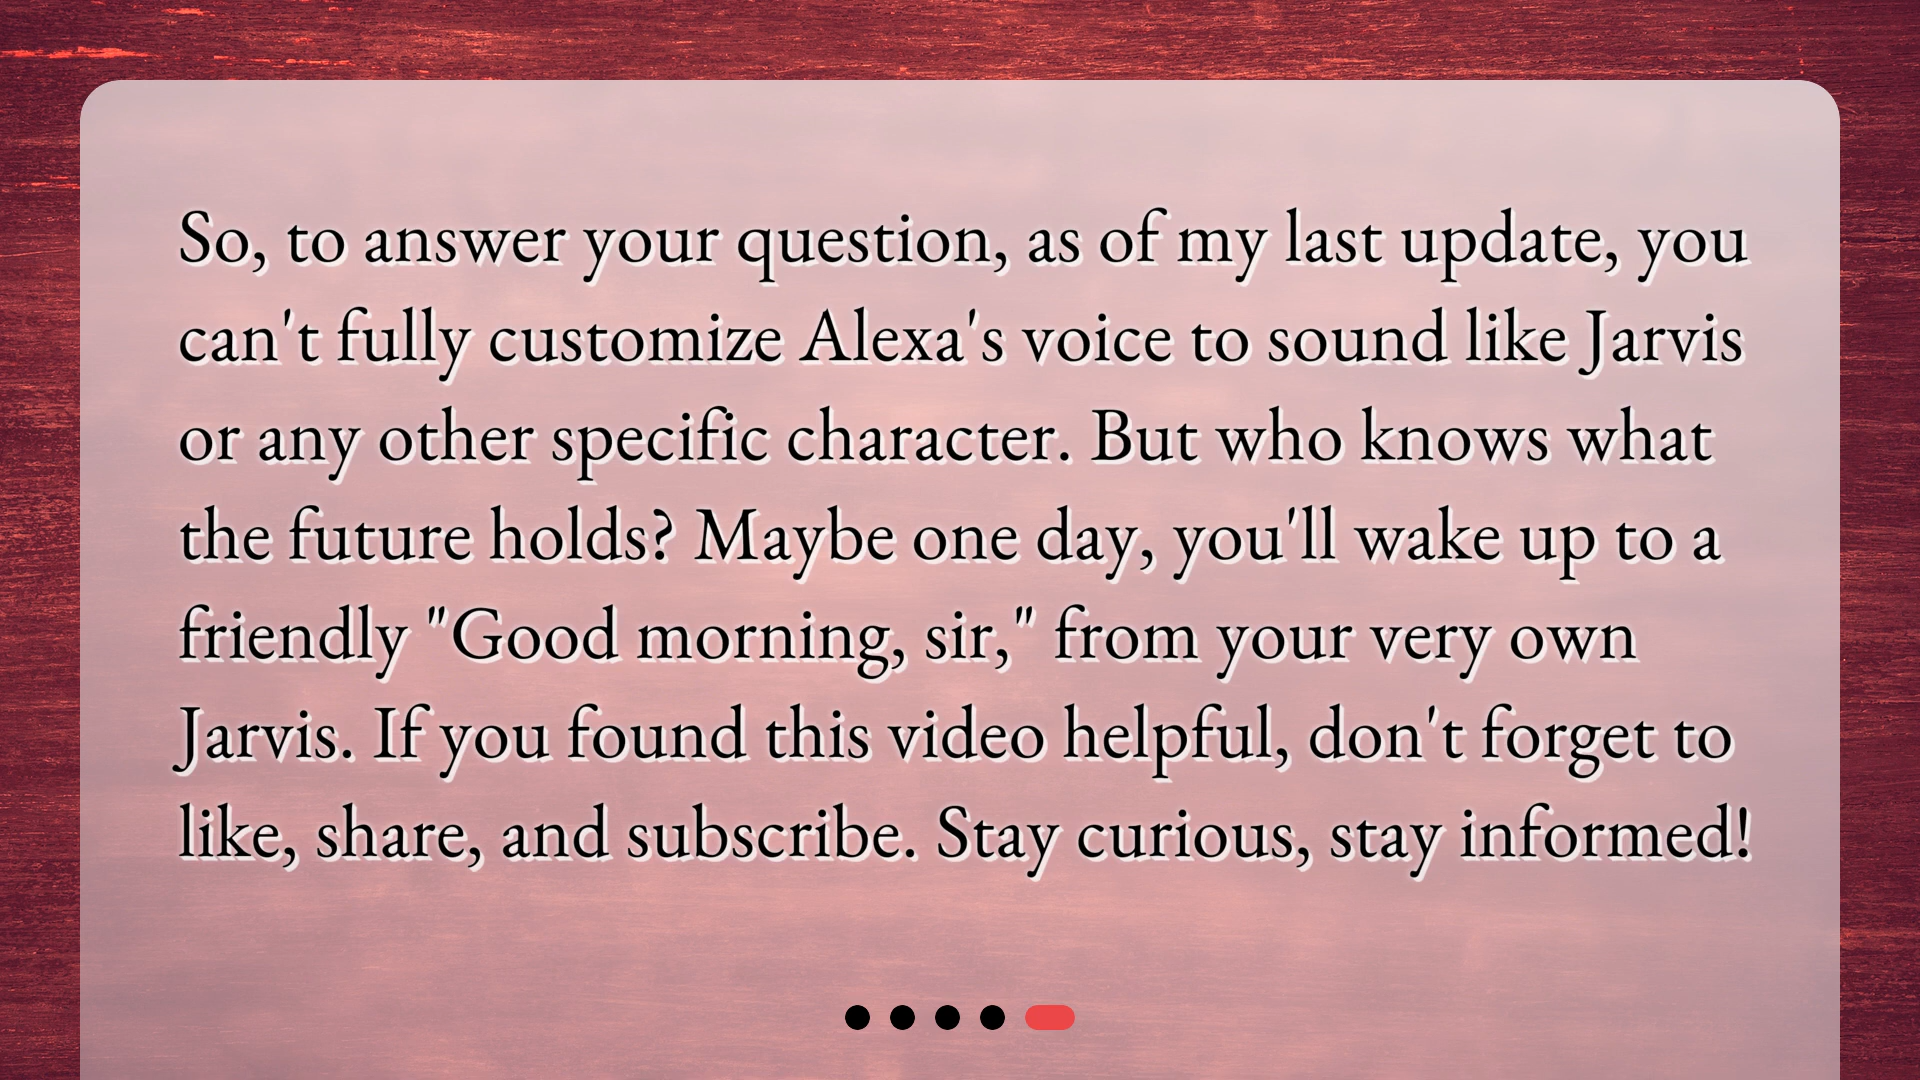 So, to answer your question, as of my last update, you
can't fully customize Alexa's voice to sound like Jarvis
or any other specific character. But who knows what
the future holds? Maybe one day, you'll wake up to a
friendly "Good morning, sir," from your very own
Jarvis. If you found this video helpful, don't forget to
like, share, and subscribe. Stay curious, stay informed!